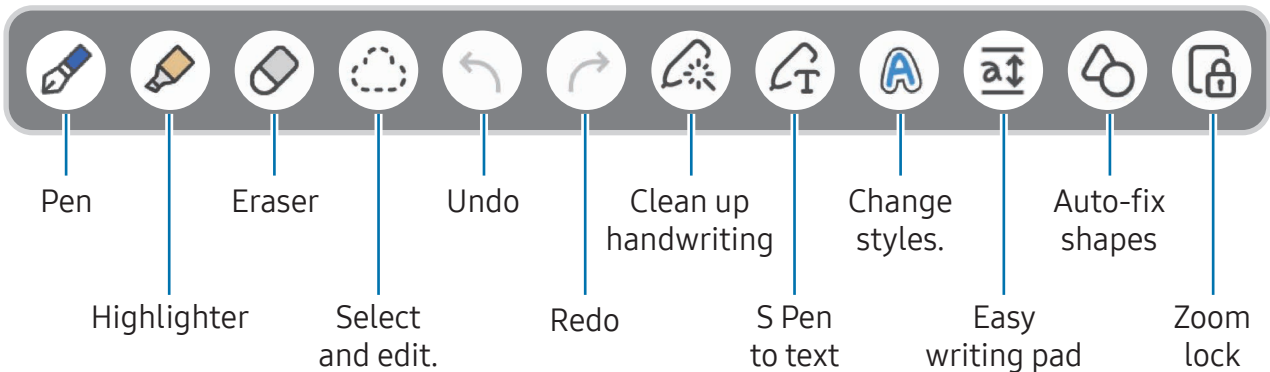 Pen
Eraser
Undo
Clean up
handwriting
Change
styles.
Auto-fix
shapes
Highlighter
Select
and edit.
Redo
S Pen
to text
Easy
writing pad
Zoom
lock